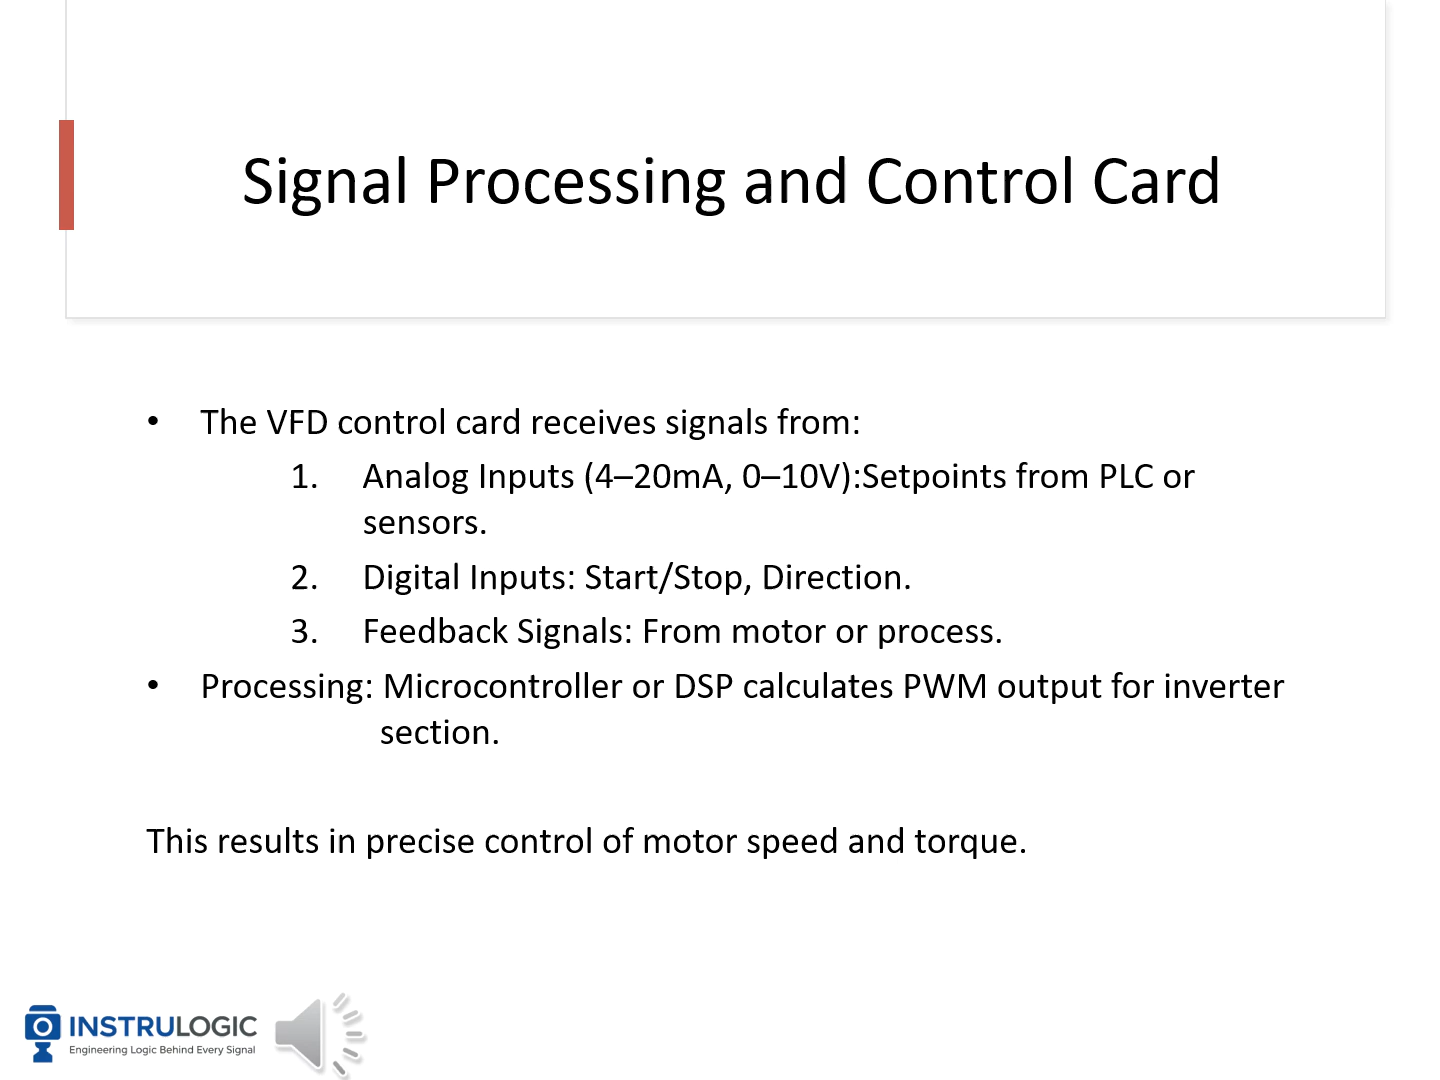 Signal Processing and Control Card
• The VFD control card receives signals from:
1. Analog Inputs (4–20mA, 0–10V):Setpoints from PLC or
sensors.
2. Digital Inputs: Start/Stop, Direction.
3. Feedback Signals: From motor or process.
• Processing: Microcontroller or DSP calculates PWM output for inverter
section.
This results in precise control of motor speed and torque.
INSTRULOGIC
Engineering Logic Behind Every Signal